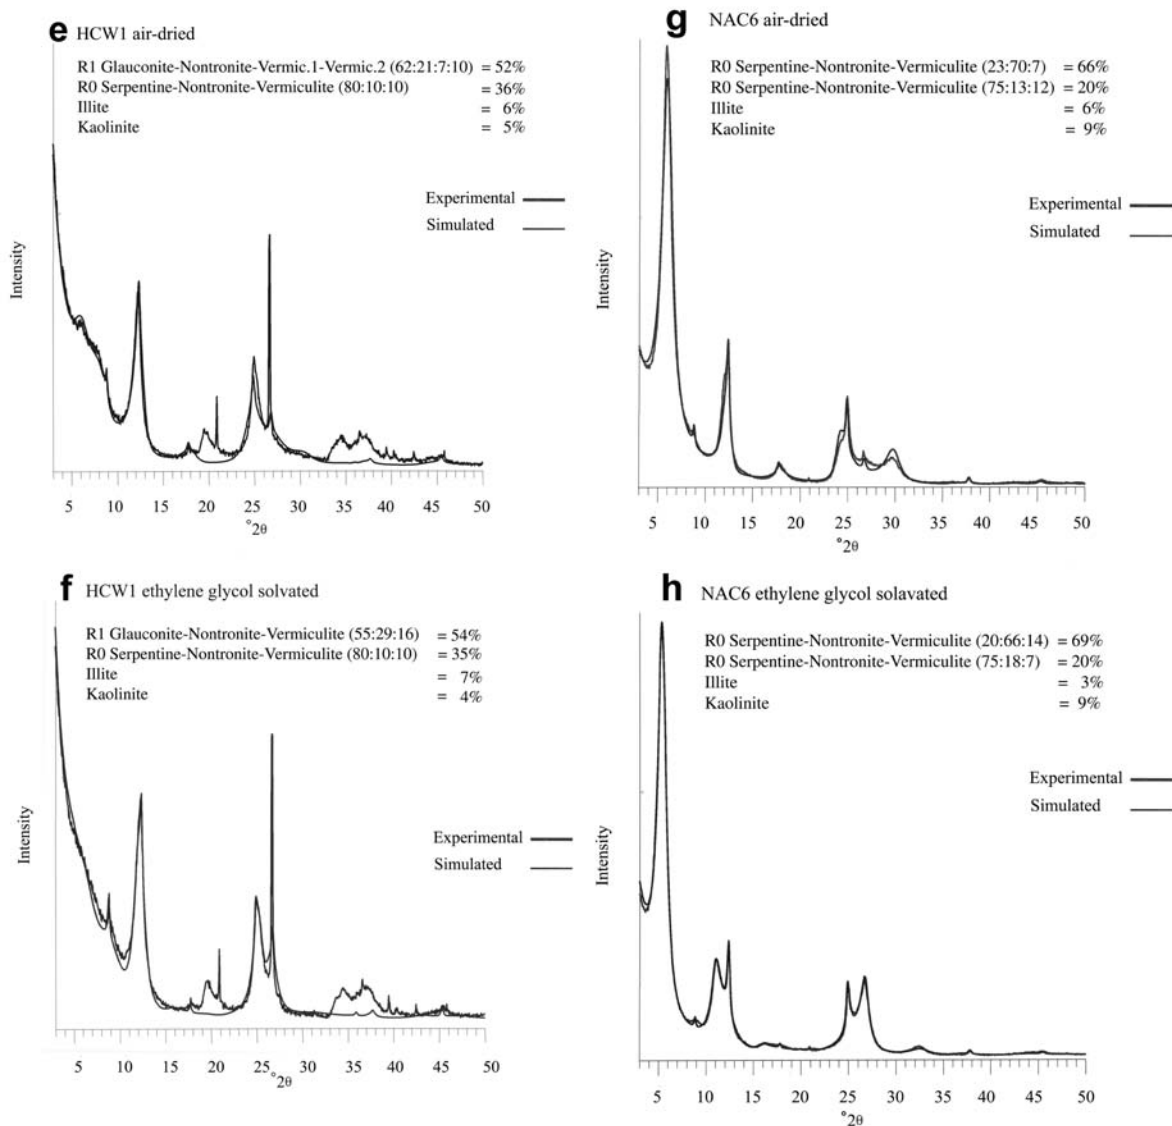 e HCW1 air-dried
R1 Glauconite-Nontronite-Vermic.1-Vermic.2 (62:21:7:10) = 52%
R0 Serpentine-Nontronite-Vermiculite (80:10:10) = 36%
Illite = 6%
Kaolinite = 5%
Experimental
Simulated
Intensity
5 10 15 20 25 30 35 40 45 50
°2θ
g NAC6 air-dried
R0 Serpentine-Nontronite-Vermiculite (23:70:7) = 66%
R0 Serpentine-Nontronite-Vermiculite (75:13:12) = 20%
Illite = 6%
Kaolinite = 9%
Experimental
Simulated
Intensity
5 10 15 20 25 30 35 40 45 50
°2θ
f HCW1 ethylene glycol solvated
R1 Glauconite-Nontronite-Vermiculite (55:29:16) = 54%
R0 Serpentine-Nontronite-Vermiculite (80:10:10) = 35%
Illite = 7%
Kaolinite = 4%
Experimental
Simulated
Intensity
5 10 15 20 25 30 35 40 45 50
°2θ
h NAC6 ethylene glycol solavated
R0 Serpentine-Nontronite-Vermiculite (20:66:14) = 69%
R0 Serpentine-Nontronite-Vermiculite (75:18:7) = 20%
Illite = 3%
Kaolinite = 9%
Experimental
Simulated
Intensity
5 10 15 20 25 30 35 40 45 50
°2θ